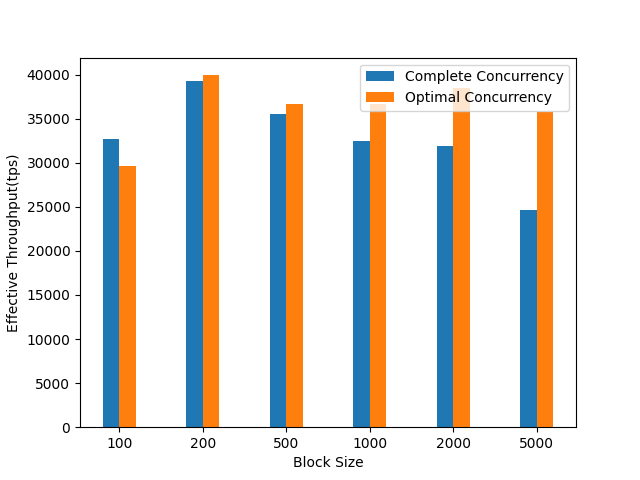 Complete Concurrency
Optimal Concurrency
Effective Throughput(tps)
40000
35000
30000
25000
20000
15000
10000
5000
0
100 200 500 1000 2000 5000
Block Size